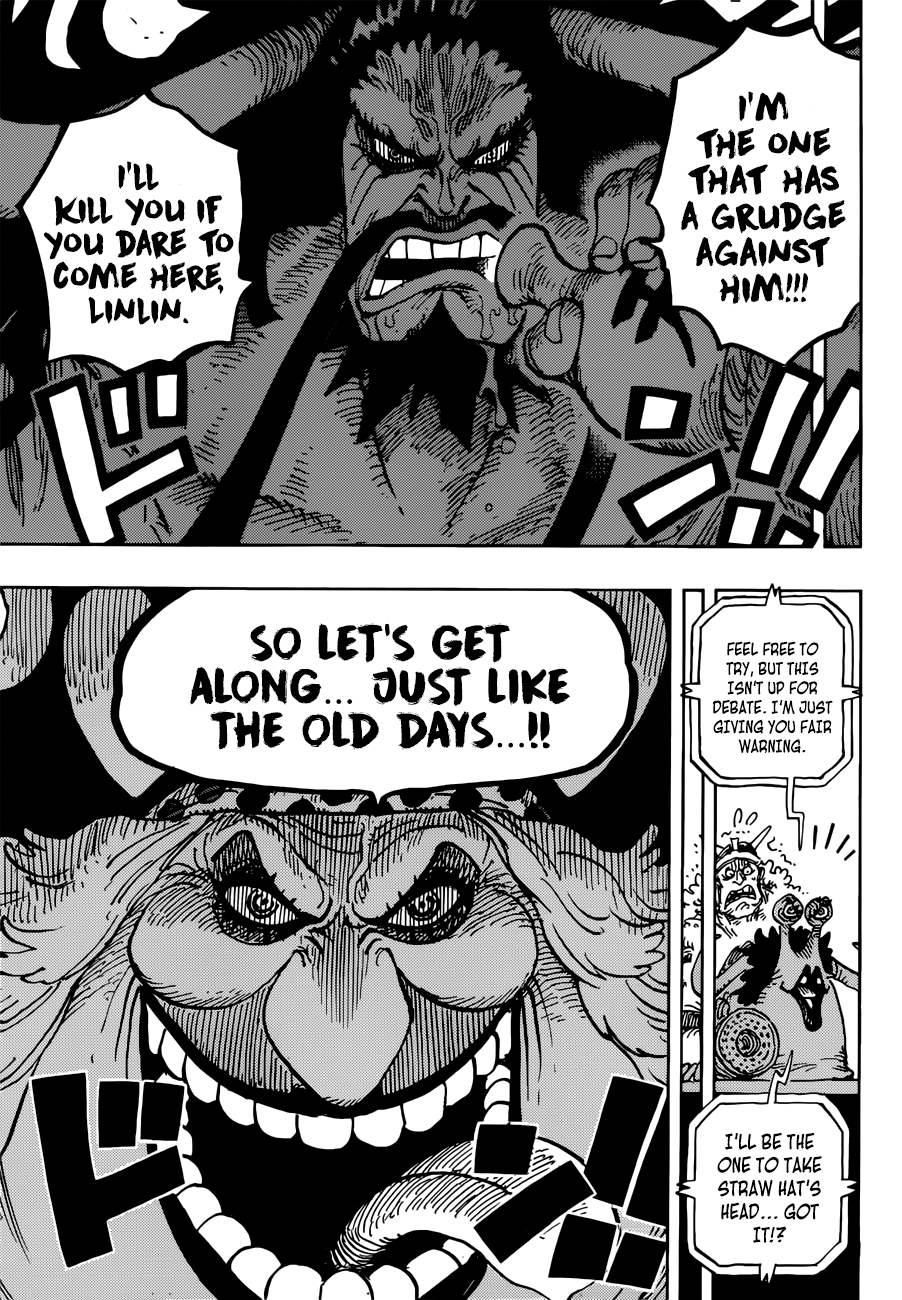 I'M
THE ONE
THAT HAS
A GRUDGE
AGAINST
HIM!!!
I'LL
KILL YOU IF
YOU DARE TO
COME HERE,
LINLIN.
ドン!!
FEEL FREE TO
TRY, BUT THIS
ISN'T UP FOR
DEBATE. I'M JUST
GIVING YOU FAIR
WARNING.
I'LL BE THE
ONE TO TAKE
STRAW HAT'S
HEAD... GOT
IT!?
SO LET'S GET
ALONG... JUST LIKE
THE OLD DAYS...!!
ドン!!